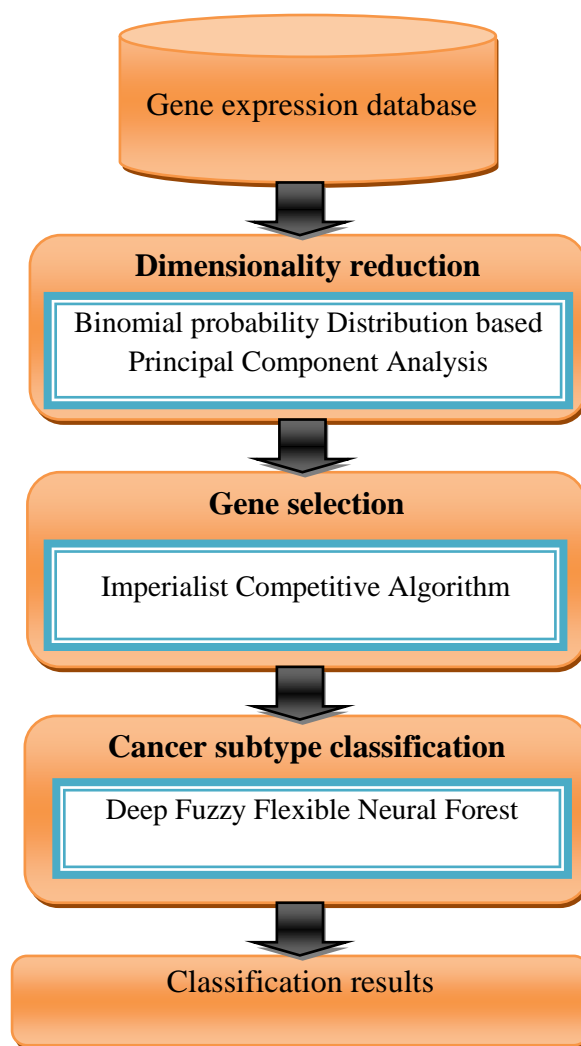 Gene expression database
Dimensionality reduction
Binomial probability Distribution based
Principal Component Analysis
Gene selection
Imperialist Competitive Algorithm
Cancer subtype classification
Deep Fuzzy Flexible Neural Forest
Classification results